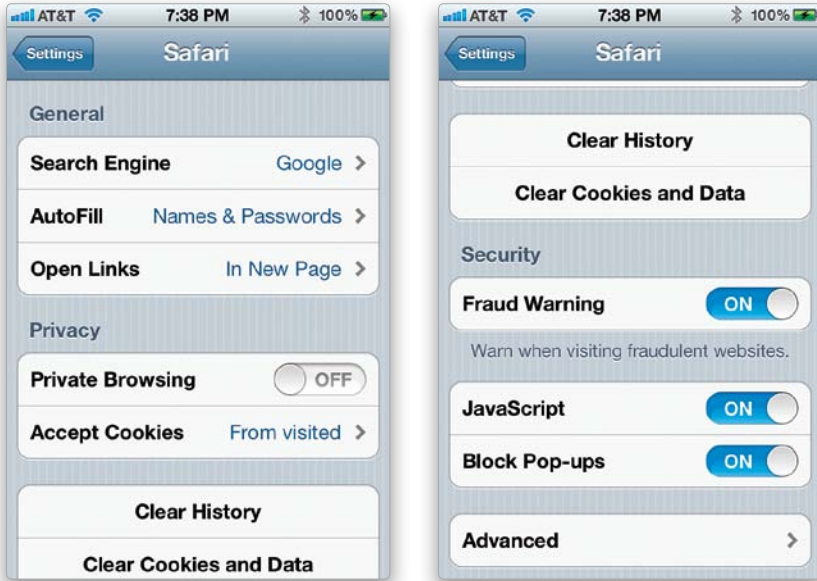 AT&T 7:38 PM 100%
Settings Safari
General
Search Engine Google
AutoFill Names & Passwords
Open Links In New Page
Privacy
Private Browsing OFF
Accept Cookies From visited
Clear History
Clear Cookies and Data
AT&T 7:38 PM 100%
Settings Safari
Clear History
Clear Cookies and Data
Security
Fraud Warning ON
Warn when visiting fraudulent websites.
JavaScript ON
Block Pop-ups ON
Advanced